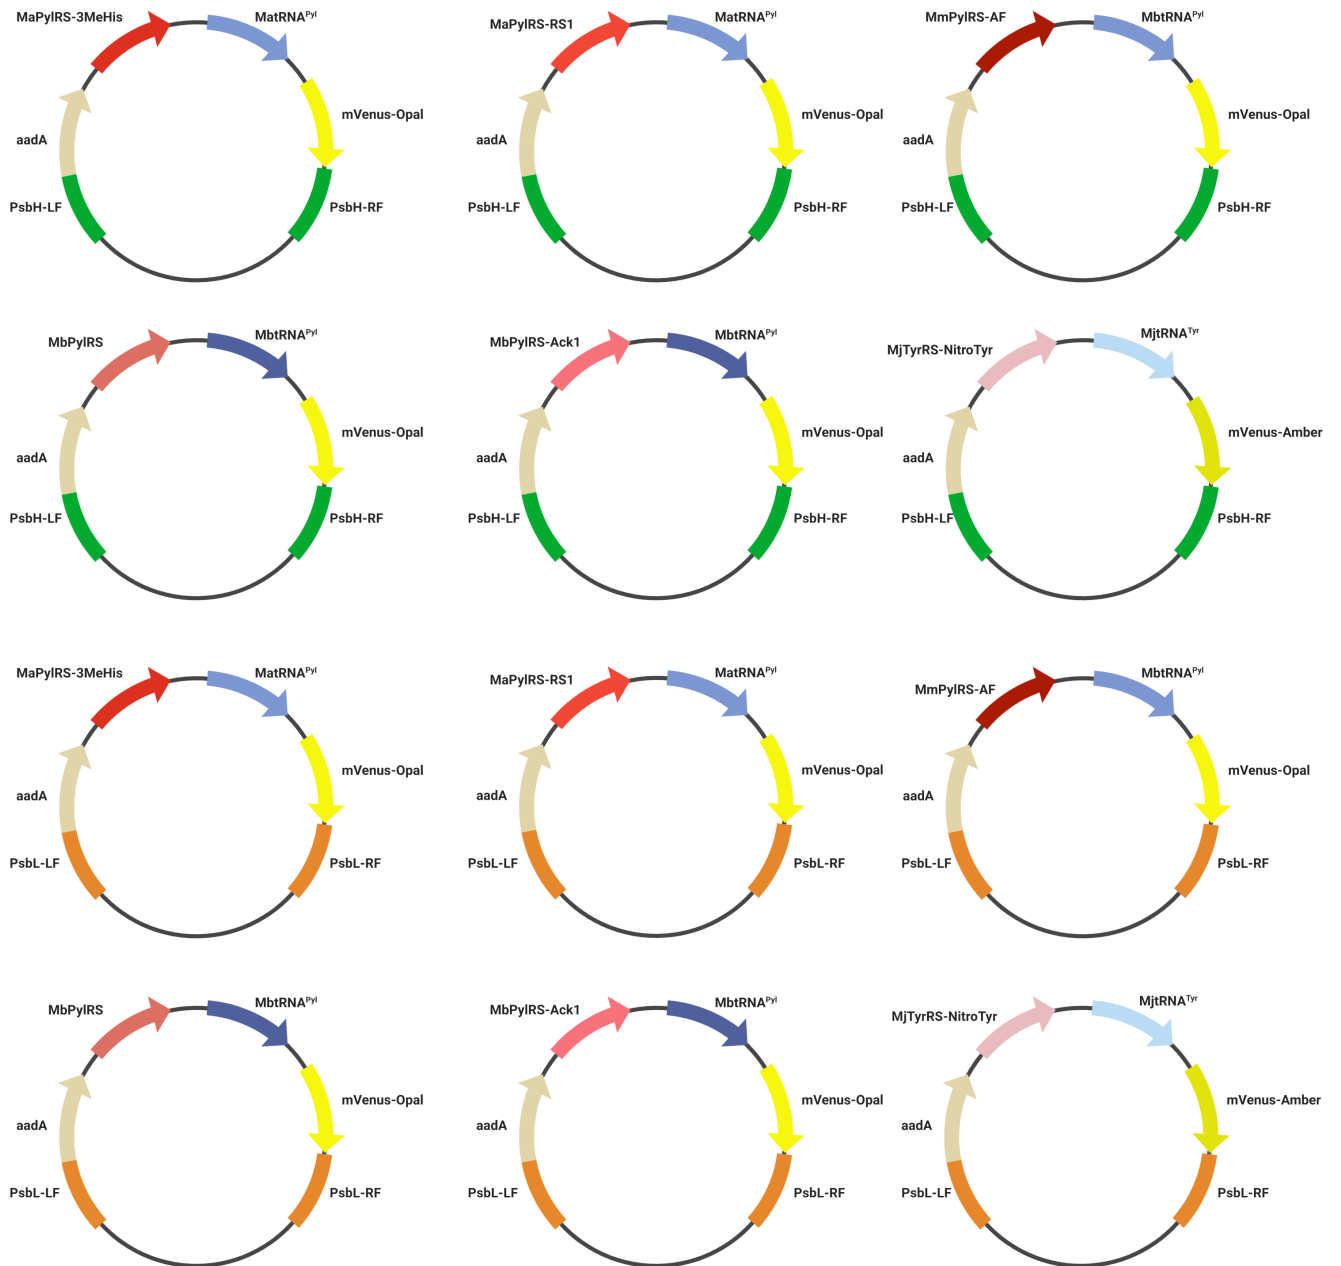 MaPylRS-3MeHis
MatRNAPyl
mVenus-Opal
aadA
PsbH-LF
PsbH-RF
MaPylRS-RS1
MatRNAPyl
mVenus-Opal
aadA
PsbH-LF
PsbH-RF
MmPylRS-AF
MbtRNAPyl
mVenus-Opal
aadA
PsbH-LF
PsbH-RF
MbPylRS
MbtRNAPyl
mVenus-Opal
aadA
PsbH-LF
PsbH-RF
MbPylRS-Ack1
MbtRNAPyl
mVenus-Opal
aadA
PsbH-LF
PsbH-RF
MjTyrRS-NitroTyr
MjtRNATyr
mVenus-Amber
aadA
PsbH-LF
PsbH-RF
MaPylRS-3MeHis
MatRNAPyl
mVenus-Opal
aadA
PsbL-LF
PsbL-RF
MaPylRS-RS1
MatRNAPyl
mVenus-Opal
aadA
PsbL-LF
PsbL-RF
MmPylRS-AF
MbtRNAPyl
mVenus-Opal
aadA
PsbL-LF
PsbL-RF
MbPylRS
MbtRNAPyl
mVenus-Opal
aadA
PsbL-LF
PsbL-RF
MbPylRS-Ack1
MbtRNAPyl
mVenus-Opal
aadA
PsbL-LF
PsbL-RF
MjTyrRS-NitroTyr
MjtRNATyr
mVenus-Amber
aadA
PsbL-LF
PsbL-RF